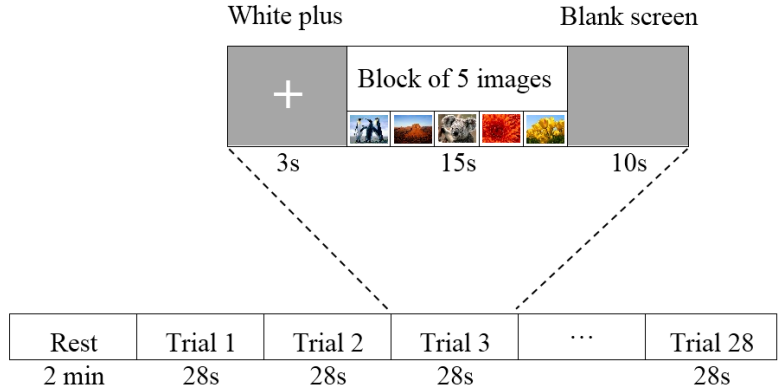 White plus Blank screen
Block of 5 images
3s 15s 10s
Rest Trial 1 Trial 2 Trial 3 ... Trial 28
2 min 28s 28s 28s 28s